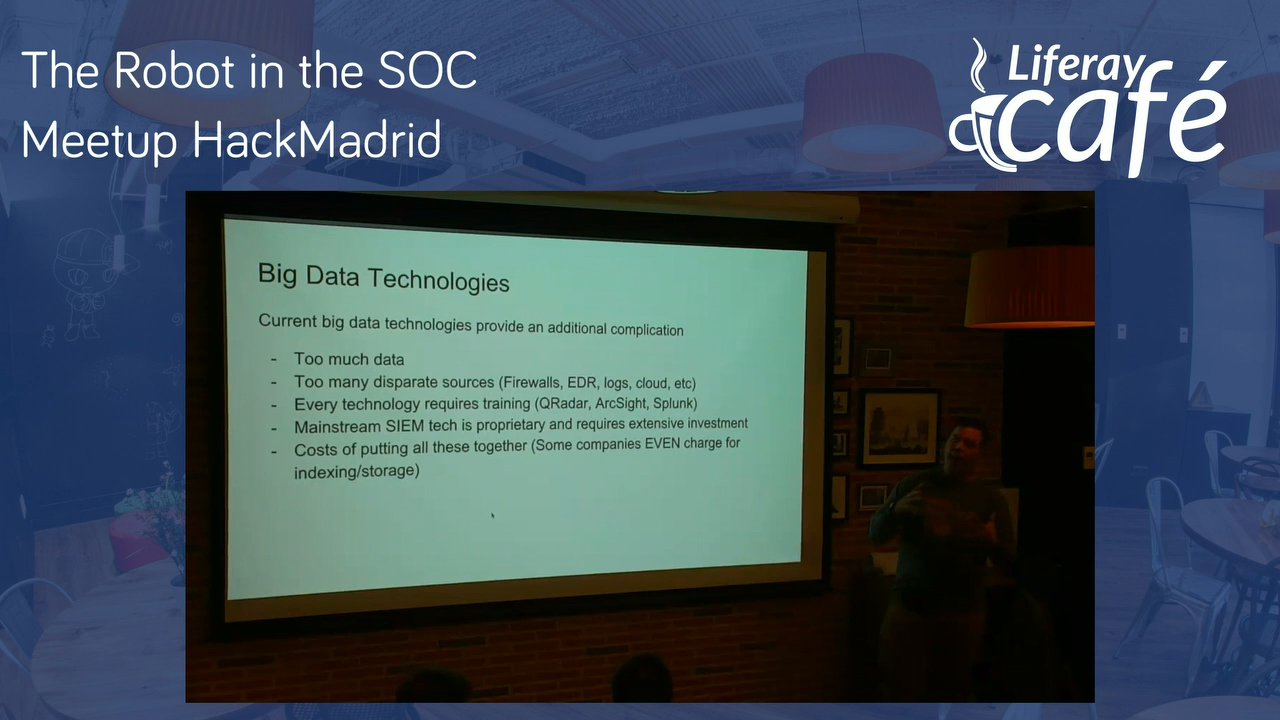 The Robot in the SOC
Meetup HackMadrid
Liferay
café
Big Data Technologies
Current big data technologies provide an additional complication
- Too much data
- Too many disparate sources (Firewalls, EDR, logs, cloud, etc)
- Every technology requires training (QRadar, ArcSight, Splunk)
- Mainstream SIEM tech is proprietary and requires extensive investment
- Costs of putting all these together (Some companies EVEN charge for
indexing/storage)